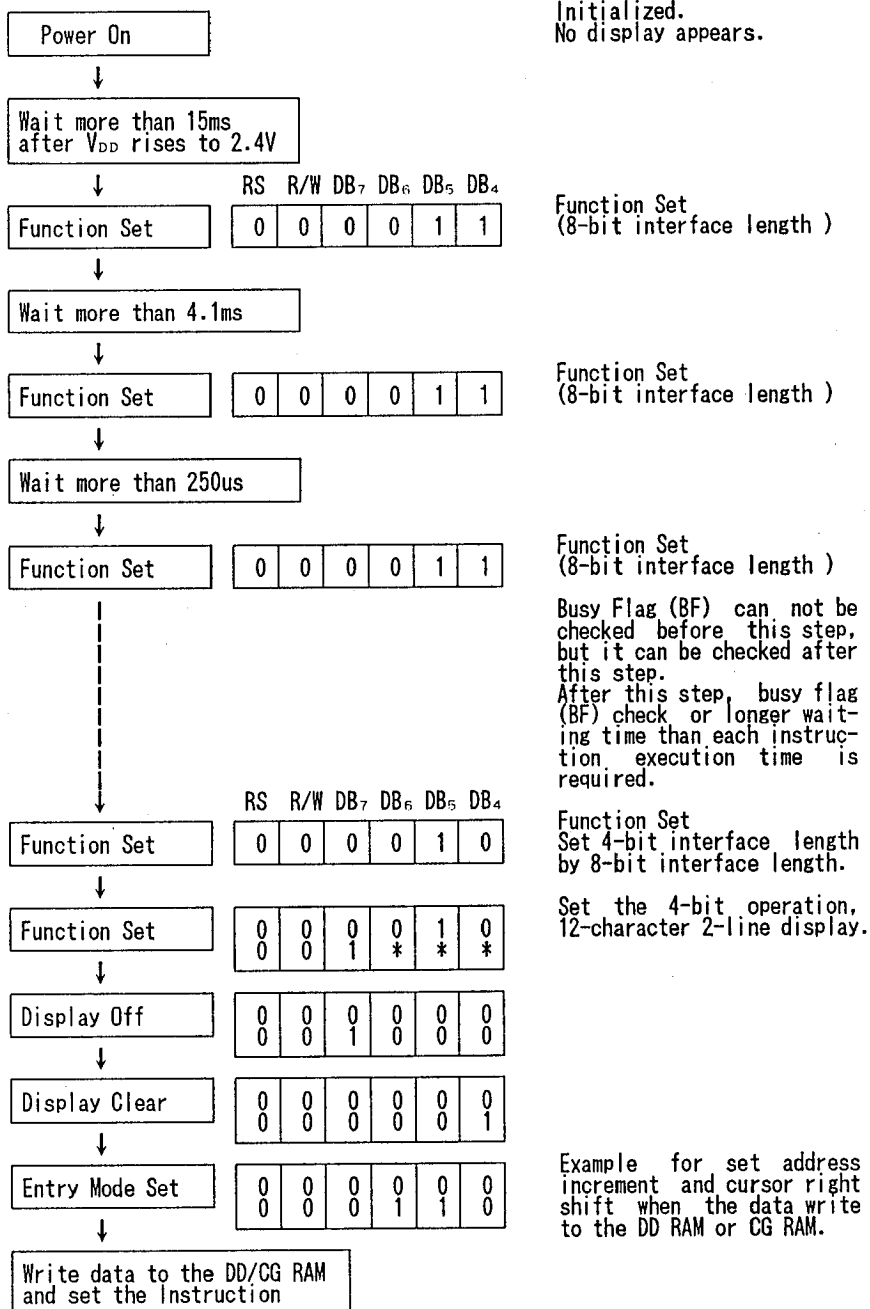 Initialized.
Power On
No display appears.
↓
Wait more than 15ms
after VDD rises to 2.4V
↓
RS R/W DB7 DB6 DB5 DB4
Function Set 0 0 0 0 1 1
Function Set
(8-bit interface length )
↓
Wait more than 4.1ms
↓
Function Set 0 0 0 0 1 1
Function Set
(8-bit interface length )
↓
Wait more than 250us
↓
Function Set 0 0 0 0 1 1
Function Set
(8-bit interface length )
Busy Flag (BF) can not be
checked before this step,
but it can be checked after
this step.
After this step, busy flag
(BF) check or longer wait-
ing time than each instruc-
tion execution time is
required.
RS R/W DB7 DB6 DB5 DB4
Function Set 0 0 0 0 1 0
Function Set
Set 4-bit interface length
by 8-bit interface length.
↓
Function Set
0 0 0 0 1 0
0 0 1 * * *
Set the 4-bit operation,
12-character 2-line display.
↓
Display Off
0 0 0 0 0 0
0 0 1 0 0 0
↓
Display Clear
0 0 0 0 0 0
0 0 0 0 0 1
↓
Entry Mode Set
0 0 0 0 0 0
0 0 0 1 1 0
Example for set address
increment and cursor right
shift when the data write
to the DD RAM or CG RAM.
↓
Write data to the DD/CG RAM
and set the Instruction